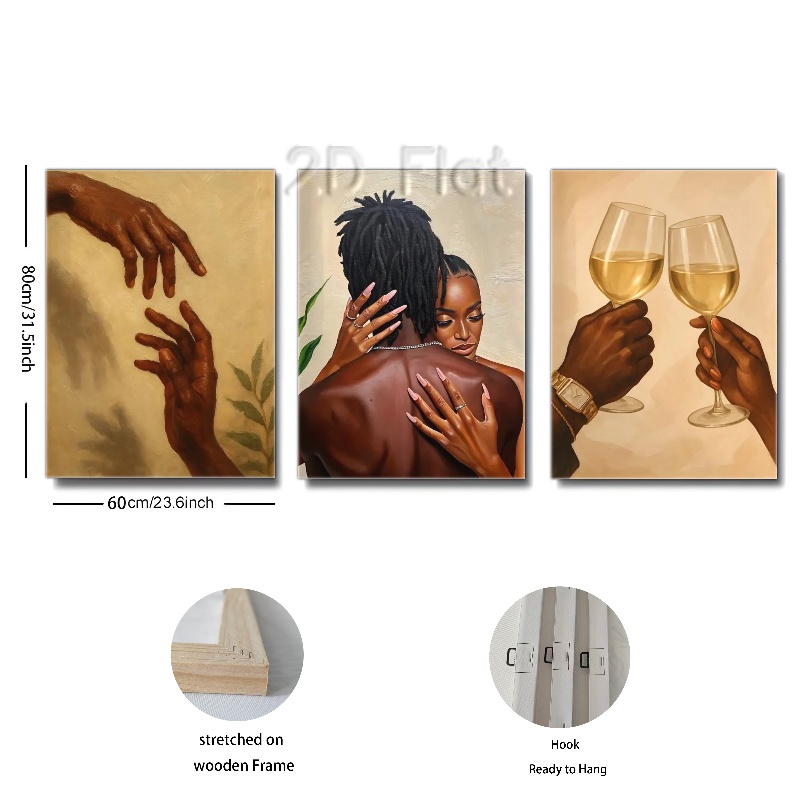 2D Flat
80cm/31.5inch
60cm/23.6inch
stretched on
wooden Frame
Hook
Ready to Hang